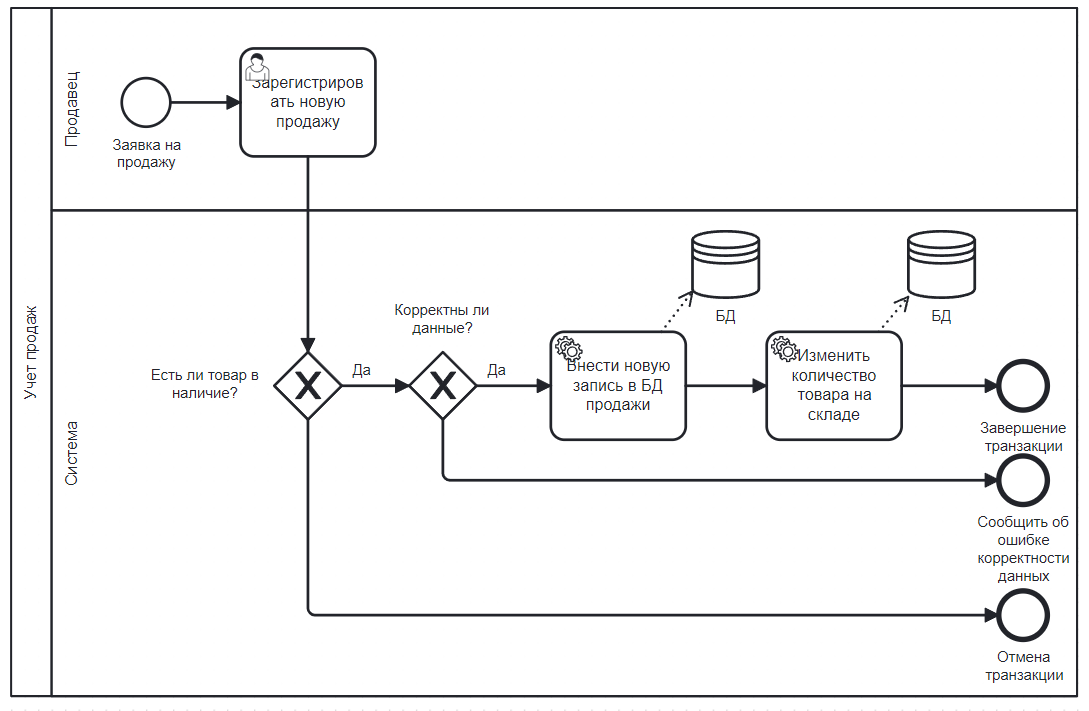 Учет продаж
Продавец
Заявка на
продажу
Зарегистриров
ать новую
продажу
Система
Есть ли товар в
наличие?
Да
Корректны ли
данные?
Да
Внести новую
запись в БД
продажи
БД
Изменить
количество
товара на
складе
БД
Завершение
транзакции
Сообщить об
ошибке
корректности
данных
Отмена
транзакции